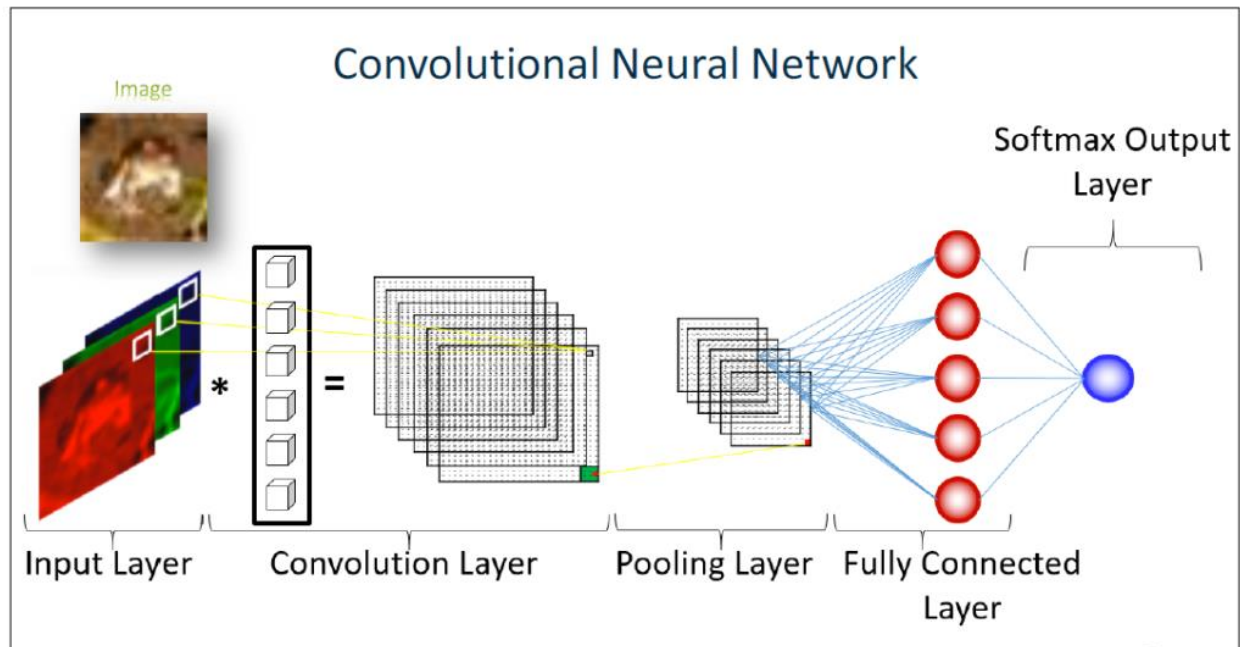 Convolutional Neural Network
Image
Softmax Output
Layer
*
=
Input Layer
Convolution Layer
Pooling Layer
Fully Connected
Layer